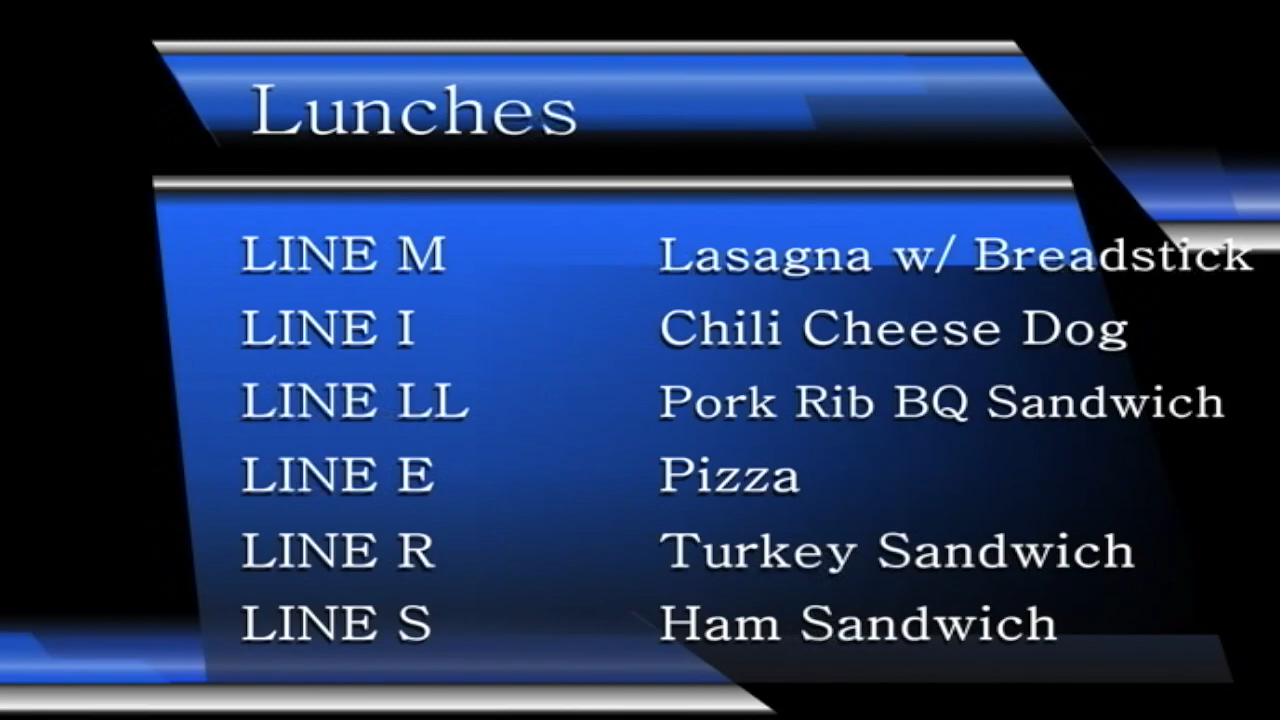 Lunches
LINE M Lasagna w/ Breadstick
LINE I Chili Cheese Dog
LINE LL Pork Rib BQ Sandwich
LINE E Pizza
LINE R Turkey Sandwich
LINE S Ham Sandwich